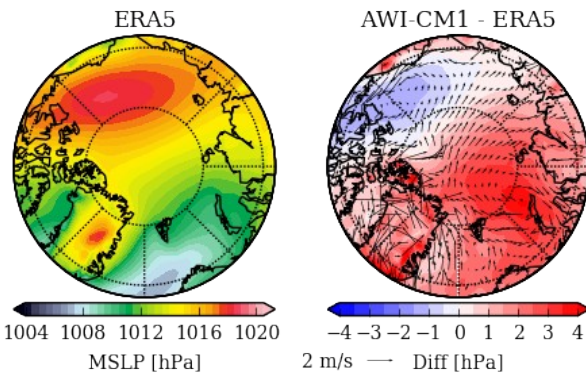 ERA5
AWI-CM1 - ERA5
1004 1008 1012 1016 1020
MSLP [hPa]
−4 −3 −2 −1 0 1 2 3 4
2 m/s Diff [hPa]